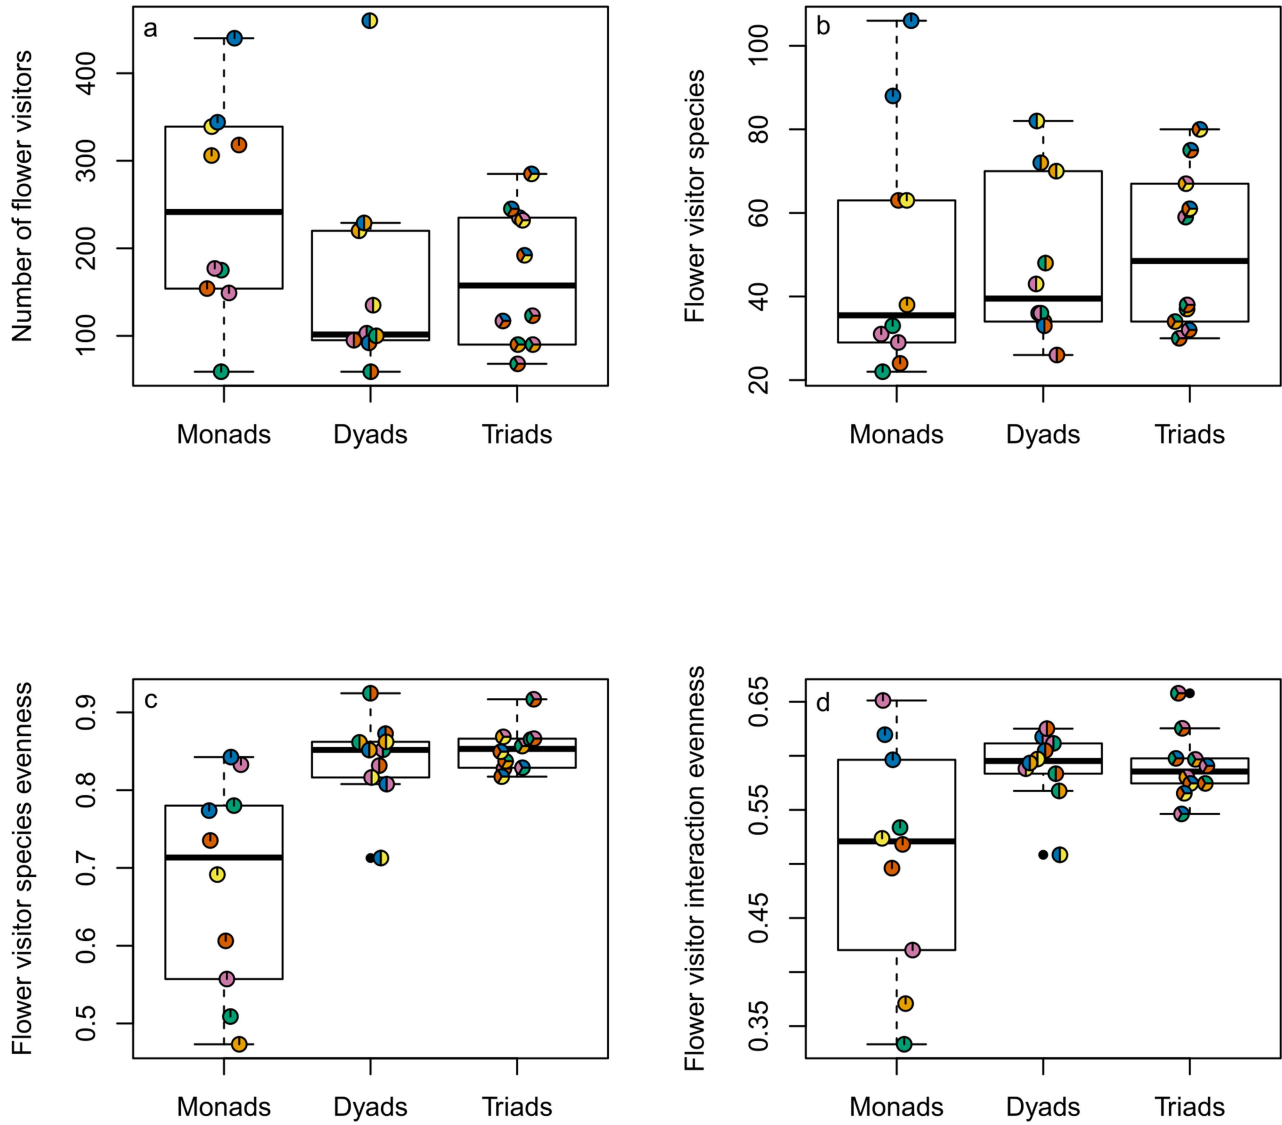 a
Number of flower visitors
400
300
200
100
Monads Dyads Triads
b
Flower visitor species
100
80
60
40
20
Monads Dyads Triads
c
Flower visitor species evenness
0.9
0.8
0.7
0.6
0.5
Monads Dyads Triads
d
Flower visitor interaction evenness
0.65
0.55
0.45
0.35
Monads Dyads Triads